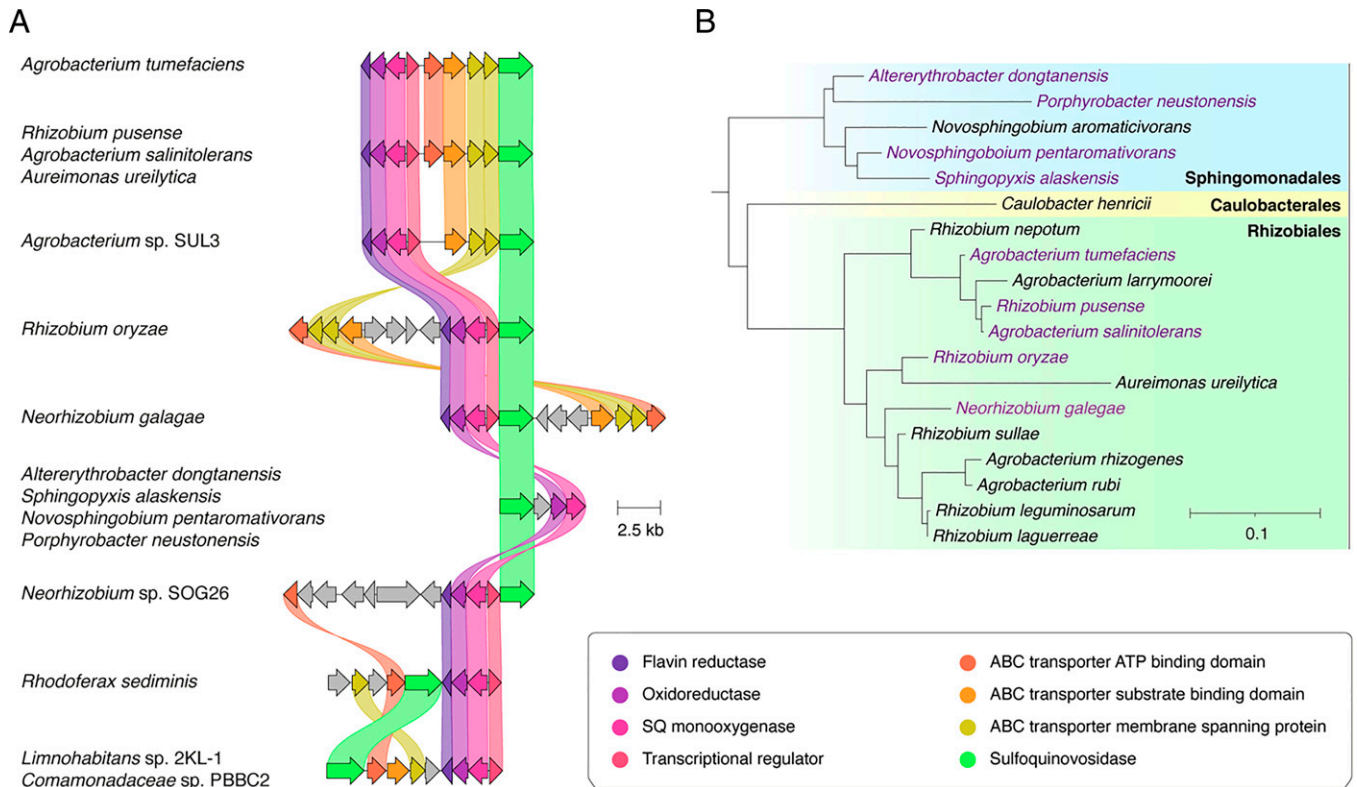 A
Agrobacterium tumefaciens
Rhizobium pusense
Agrobacterium salinitolerans
Aureimonas ureilytica
Agrobacterium sp. SUL3
Rhizobium oryzae
Neorhizobium galagae
Altererythrobacter dongtanensis
Sphingopyxis alaskensis
Novosphingobium pentaromativorans
Porphyrobacter neustonensis
2.5 kb
Neorhizobium sp. SOG26
Rhodoferax sediminis
Limnohabitans sp. 2KL-1
Comamonadaceae sp. PBBC2
B
Altererythrobacter dongtanensis
Porphyrobacter neustonensis
Novosphingobium aromaticivorans
Novosphingoboium pentaromativorans
Sphingopyxis alaskensis
Sphingomonadales
Caulobacter henricii
Caulobacterales
Rhizobiales
Rhizobium nepotum
Agrobacterium tumefaciens
Agrobacterium larrymoorei
Rhizobium pusense
Agrobacterium salinitolerans
Rhizobium oryzae
Aureimonas ureilytica
Neorhizobium galegae
Rhizobium sullae
Agrobacterium rhizogenes
Agrobacterium rubi
Rhizobium leguminosarum
Rhizobium laguerreae
0.1
Flavin reductase
Oxidoreductase
SQ monooxygenase
Transcriptional regulator
ABC transporter ATP binding domain
ABC transporter substrate binding domain
ABC transporter membrane spanning protein
Sulfoquinovosidase